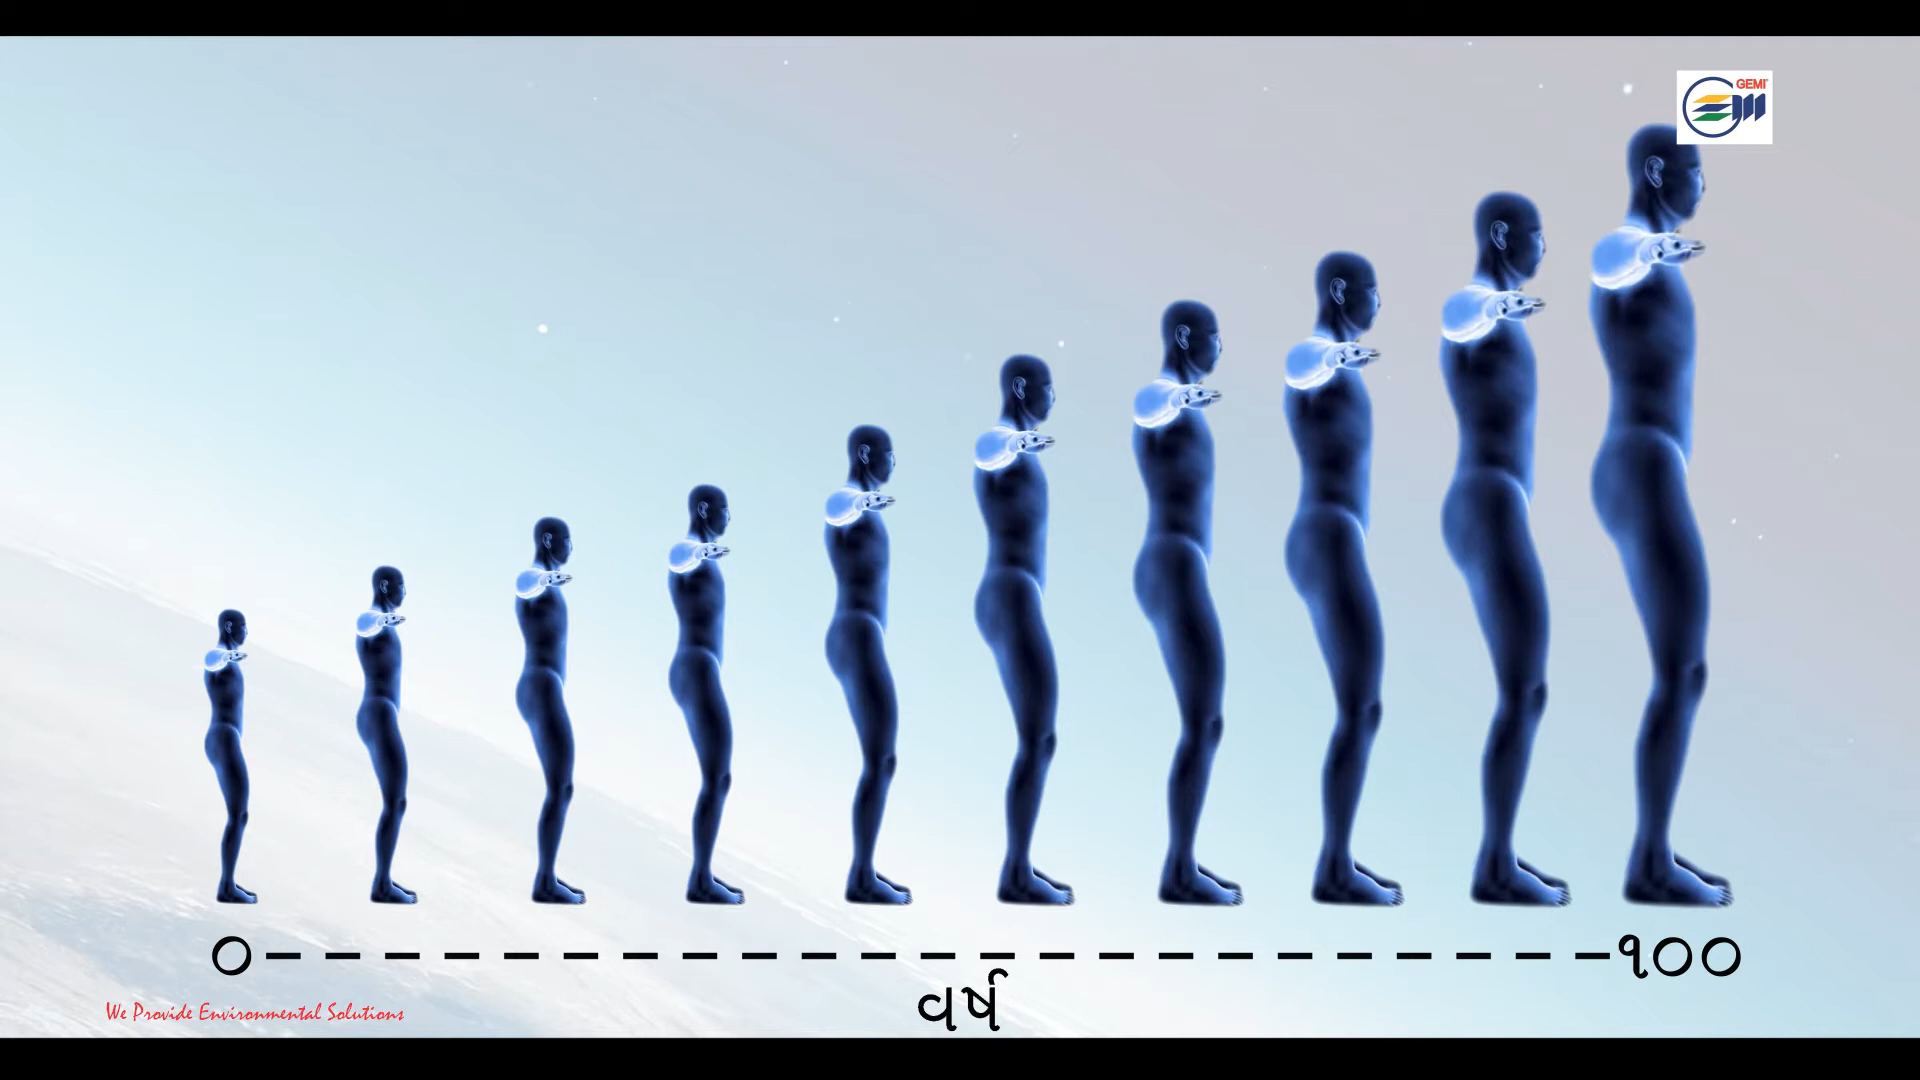 GEMI
૦ ૧૦૦
વર્ષ
We Provide Environmental Solutions